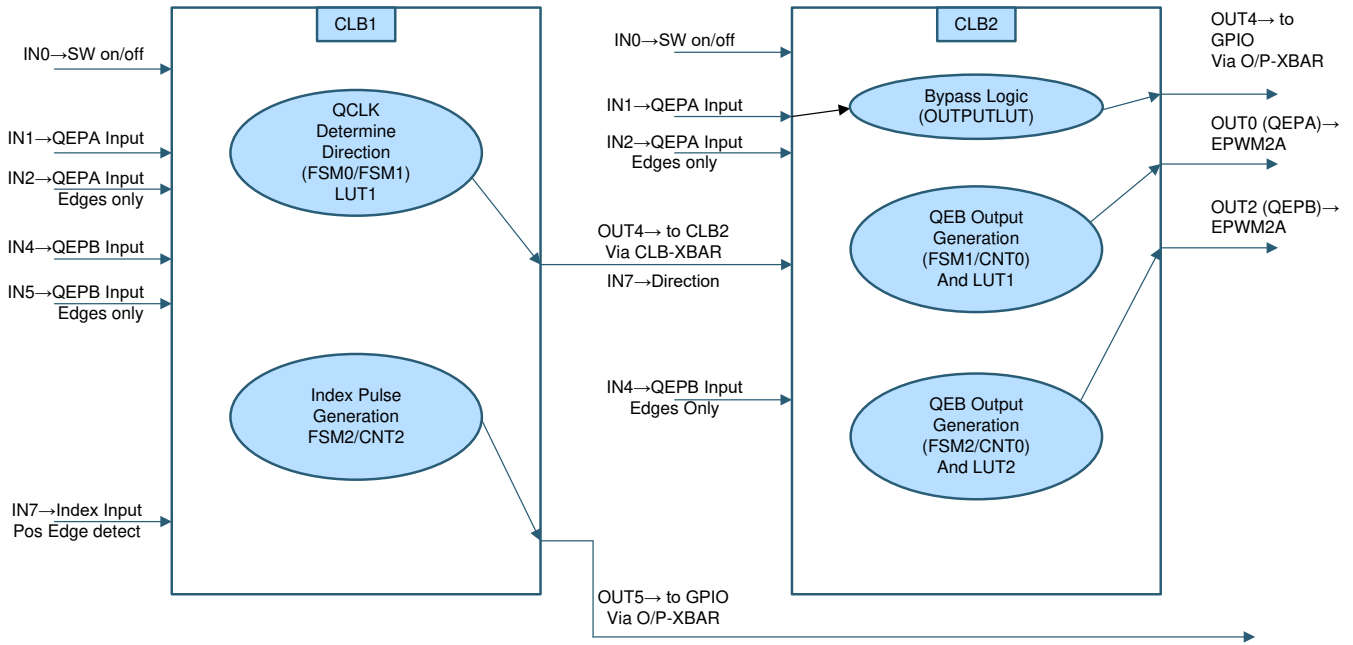 CLB1
IN0→SW on/off
IN1→QEPA Input
IN2→QEPA Input
Edges only
IN4→QEPB Input
IN5→QEPB Input
Edges only
IN7→Index Input
Pos Edge detect
QCLK
Determine
Direction
(FSM0/FSM1)
LUT1
Index Pulse
Generation
FSM2/CNT2
OUT4→ to CLB2
Via CLB-XBAR
IN7→Direction
OUT5→ to GPIO
Via O/P-XBAR
CLB2
IN0→SW on/off
IN1→QEPA Input
IN2→QEPA Input
Edges only
IN4→QEPB Input
Edges Only
Bypass Logic
(OUTPUTLUT)
QEB Output
Generation
(FSM1/CNT0)
And LUT1
QEB Output
Generation
(FSM2/CNT0)
And LUT2
OUT4→ to
GPIO
Via O/P-XBAR
OUT0 (QEPA)→
EPWM2A
OUT2 (QEPB)→
EPWM2A